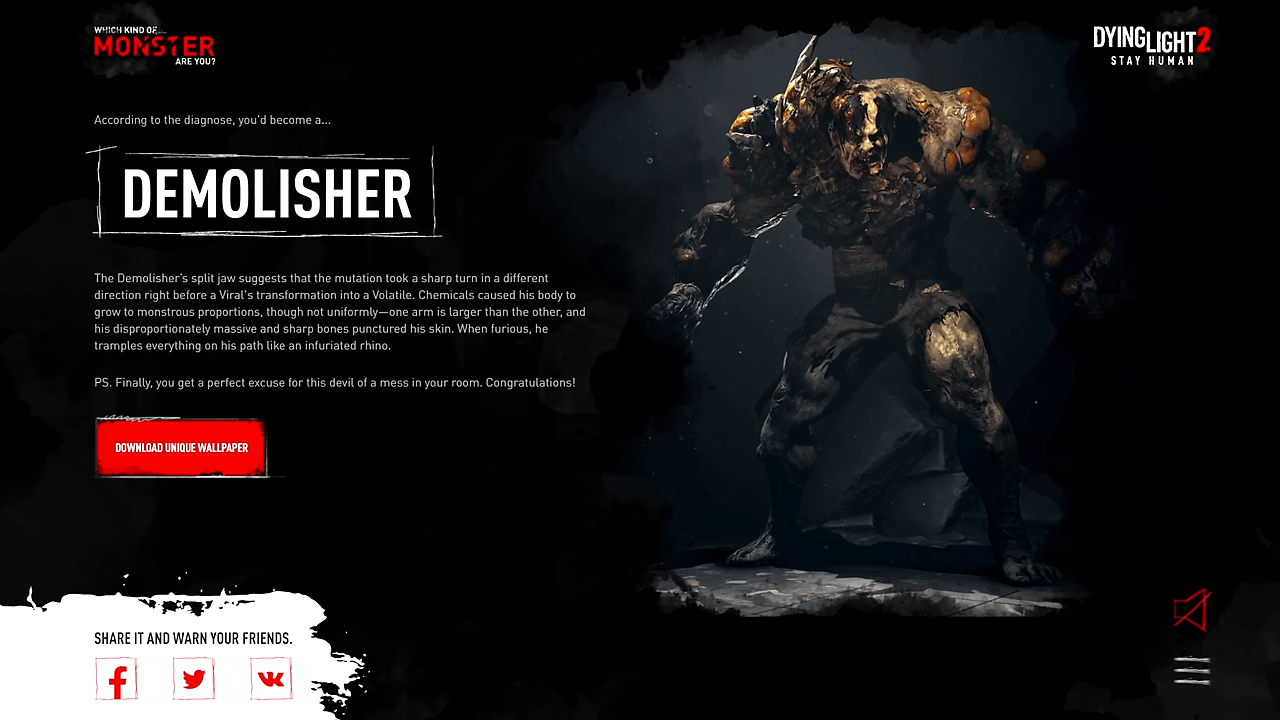 WHICH KIND OF...
MONSTER
ARE YOU?
DYING LIGHT 2
STAY HUMAN
According to the diagnose, you'd become a...
DEMOLISHER
The Demolisher's split jaw suggests that the mutation took a sharp turn in a different
direction right before a Viral's transformation into a Volatile. Chemicals caused his body to
grow to monstrous proportions, though not uniformly—one arm is larger than the other, and
his disproportionately massive and sharp bones punctured his skin. When furious, he
tramples everything on his path like an infuriated rhino.
PS. Finally, you get a perfect excuse for this devil of a mess in your room. Congratulations!
DOWNLOAD UNIQUE WALLPAPER
SHARE IT AND WARN YOUR FRIENDS.